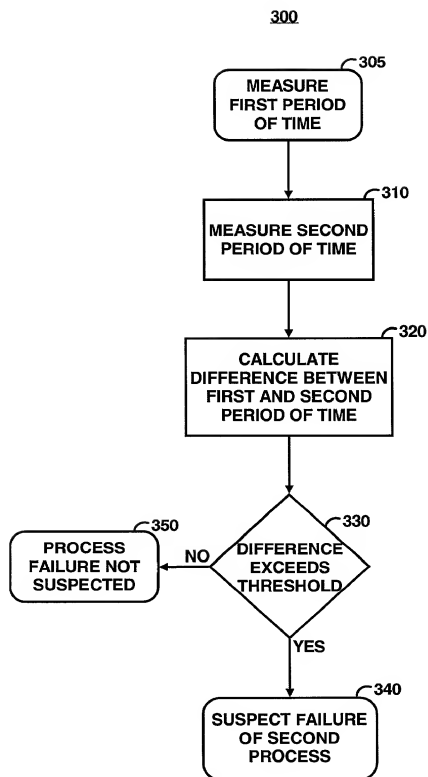 300
305
MEASURE
FIRST PERIOD
OF TIME
310
MEASURE SECOND
PERIOD OF TIME
320
CALCULATE
DIFFERENCE BETWEEN
FIRST AND SECOND
PERIOD OF TIME
330
DIFFERENCE
EXCEEDS
THRESHOLD
NO
350
PROCESS
FAILURE NOT
SUSPECTED
YES
340
SUSPECT FAILURE
OF SECOND
PROCESS